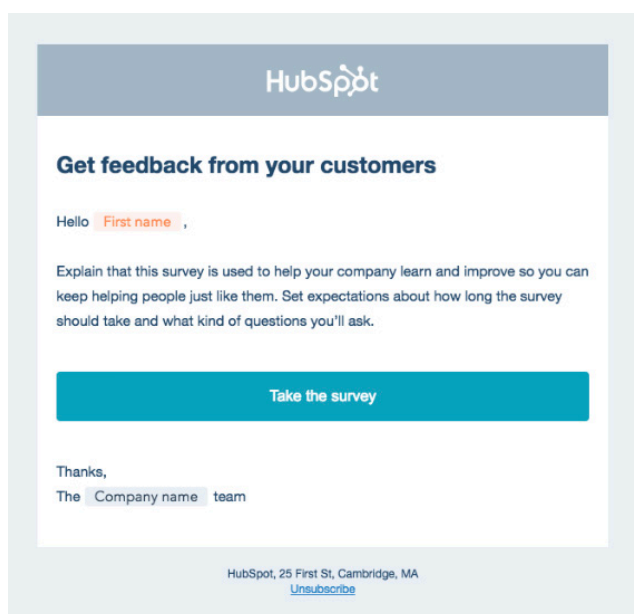 HubSpot
Get feedback from your customers
Hello First name ,
Explain that this survey is used to help your company learn and improve so you can
keep helping people just like them. Set expectations about how long the survey
should take and what kind of questions you'll ask.
Take the survey
Thanks,
The Company name team
HubSpot, 25 First St, Cambridge, MA
Unsubscribe